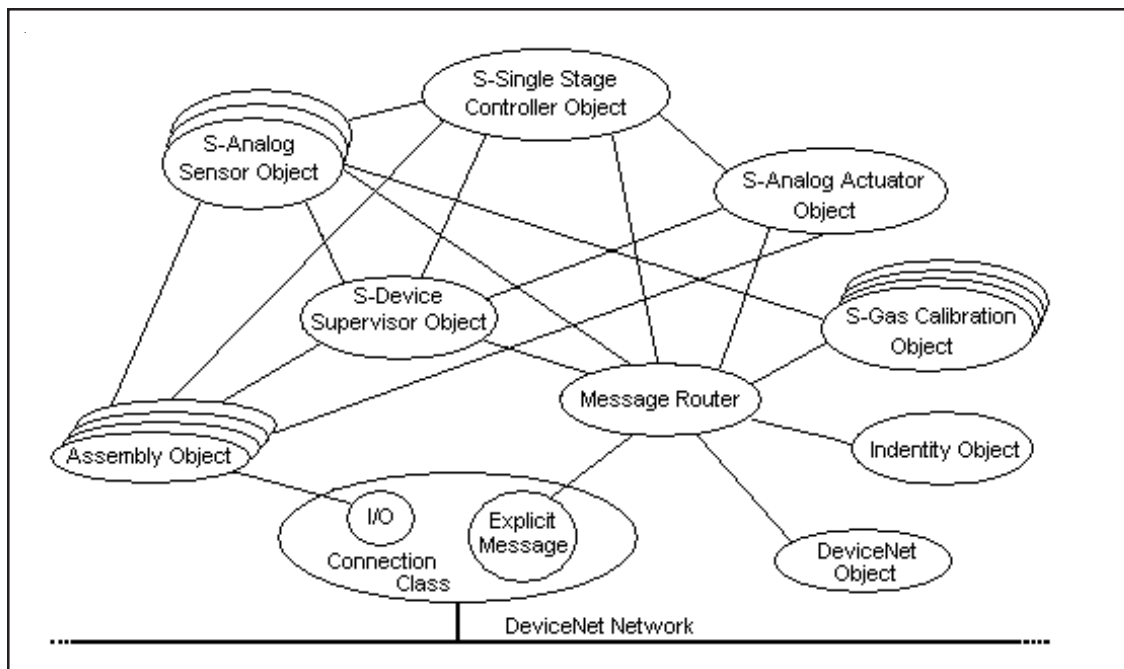 S-Single Stage
Controller Object
S-Analog
Sensor Object
S-Analog Actuator
Object
S-Device
Supervisor Object
S-Gas Calibration
Object
Message Router
Assembly Object
Indentity Object
I/O
Explicit
Message
Connection
Class
DeviceNet
Object
DeviceNet Network